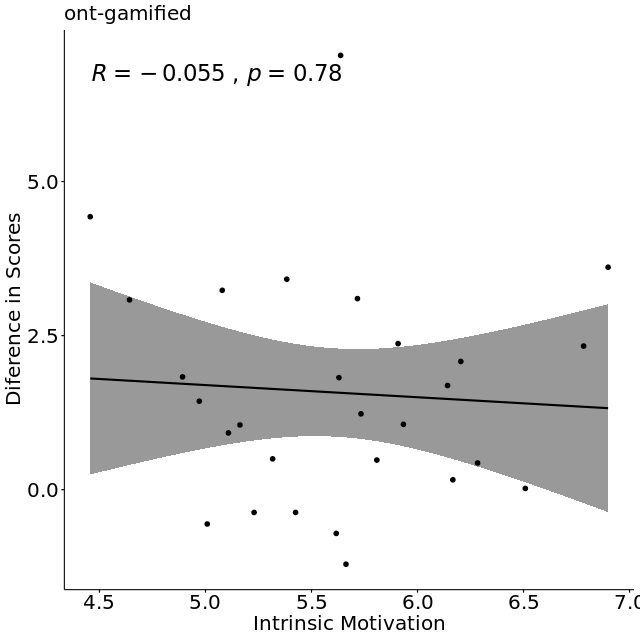 ont-gamified
R = −0.055 , p = 0.78
5.0
2.5
0.0
Diference in Scores
4.5 5.0 5.5 6.0 6.5 7.0
Intrinsic Motivation